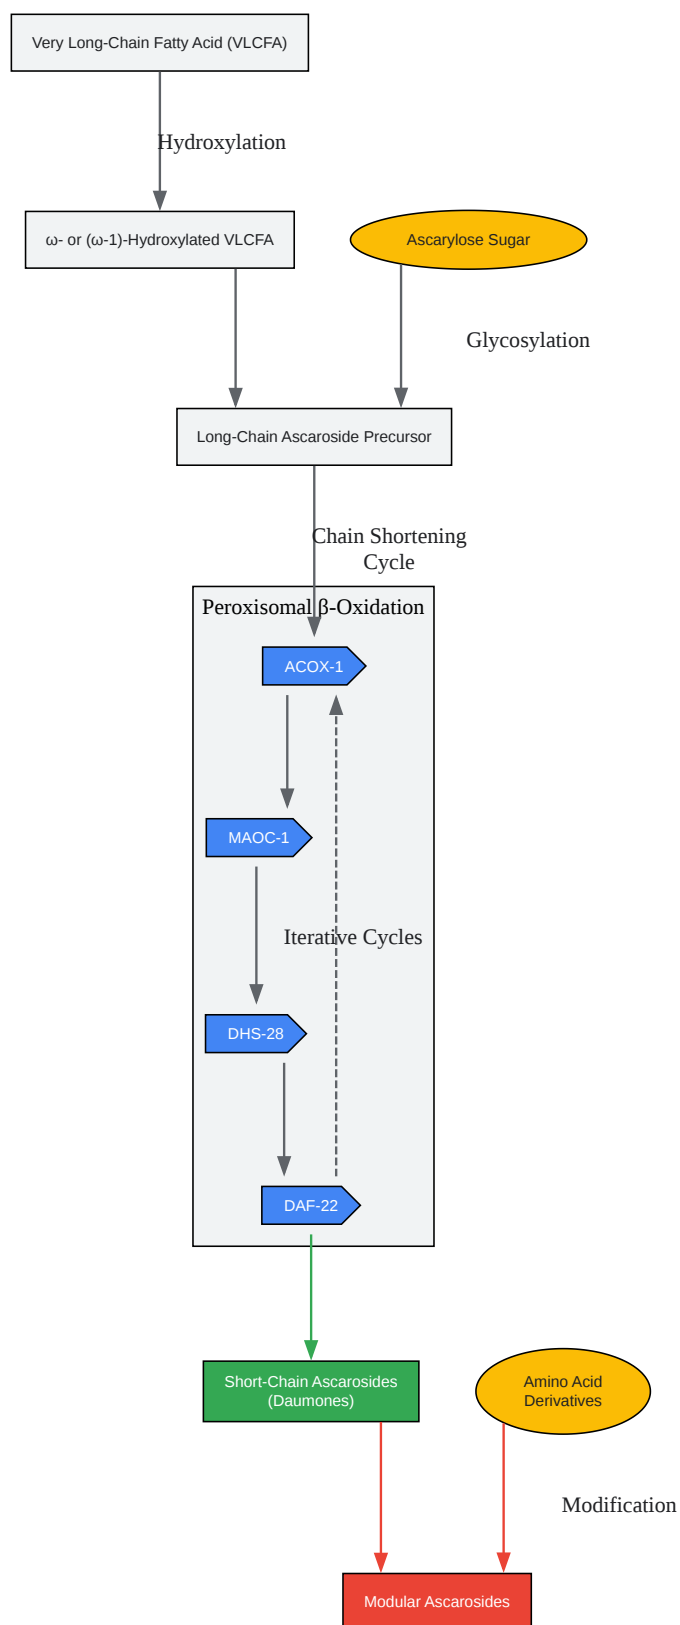 Very Long-Chain Fatty Acid (VLCFA)
Hydroxylation
ω- or (ω-1)-Hydroxylated VLCFA
Ascarylose Sugar
Glycosylation
Long-Chain Ascaroside Precursor
Chain Shortening
Cycle
Peroxisomal β-Oxidation
ACOX-1
MAOC-1
Iterative Cycles
DHS-28
DAF-22
Short-Chain Ascarosides
(Daumones)
Amino Acid
Derivatives
Modification
Modular Ascarosides